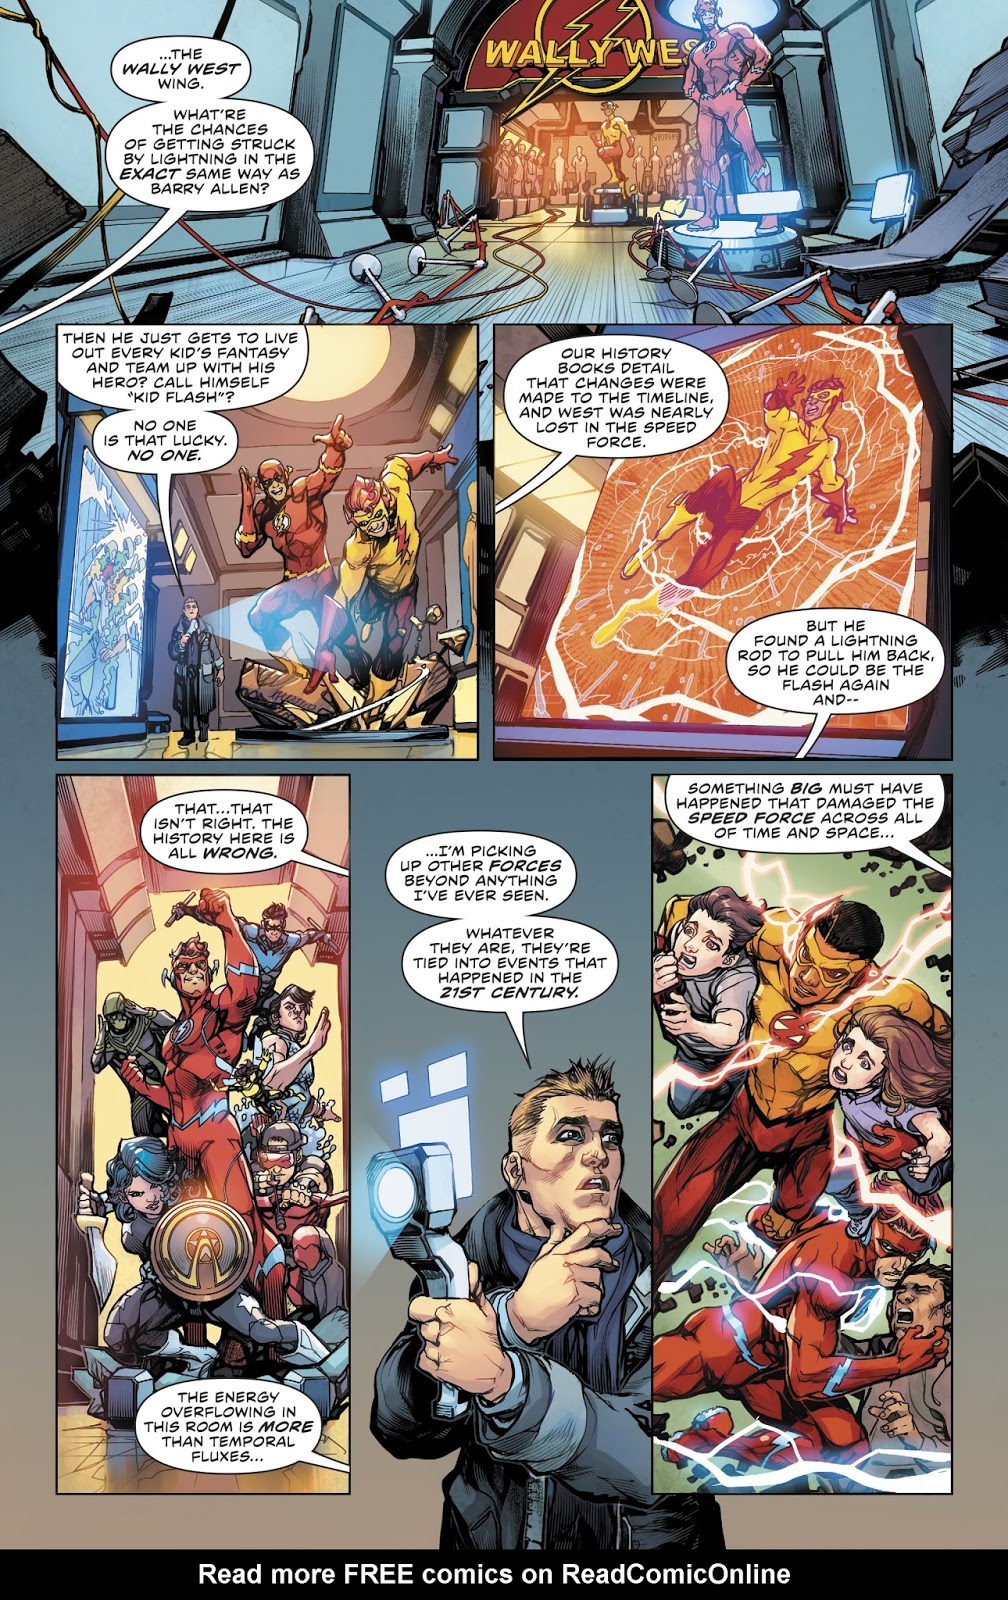 ...THE
WALLY WEST
WING.
WHAT'RE
THE CHANCES
OF GETTING STRUCK
BY LIGHTNING IN THE
EXACT SAME WAY AS
BARRY ALLEN?
WALLY WES
THEN HE JUST GETS TO LIVE
OUT EVERY KID'S FANTASY
AND TEAM UP WITH HIS
HERO? CALL HIMSELF
"KID FLASH"?
NO ONE
IS THAT LUCKY.
NO ONE.
OUR HISTORY
BOOKS DETAIL
THAT CHANGES WERE
MADE TO THE TIMELINE,
AND WEST WAS NEARLY
LOST IN THE SPEED
FORCE.
BUT HE
FOUND A LIGHTNING
ROD TO PULL HIM BACK,
SO HE COULD BE THE
FLASH AGAIN
AND--
THAT...THAT
ISN'T RIGHT. THE
HISTORY HERE IS
ALL WRONG.
THE ENERGY
OVERFLOWING IN
THIS ROOM IS MORE
THAN TEMPORAL
FLUXES...
...I'M PICKING
UP OTHER FORCES
BEYOND ANYTHING
I'VE EVER SEEN.
WHATEVER
THEY ARE, THEY'RE
TIED INTO EVENTS THAT
HAPPENED IN THE
21ST CENTURY.
SOMETHING BIG MUST HAVE
HAPPENED THAT DAMAGED THE
SPEED FORCE ACROSS ALL
OF TIME AND SPACE...
Read more FREE comics on ReadComicOnline